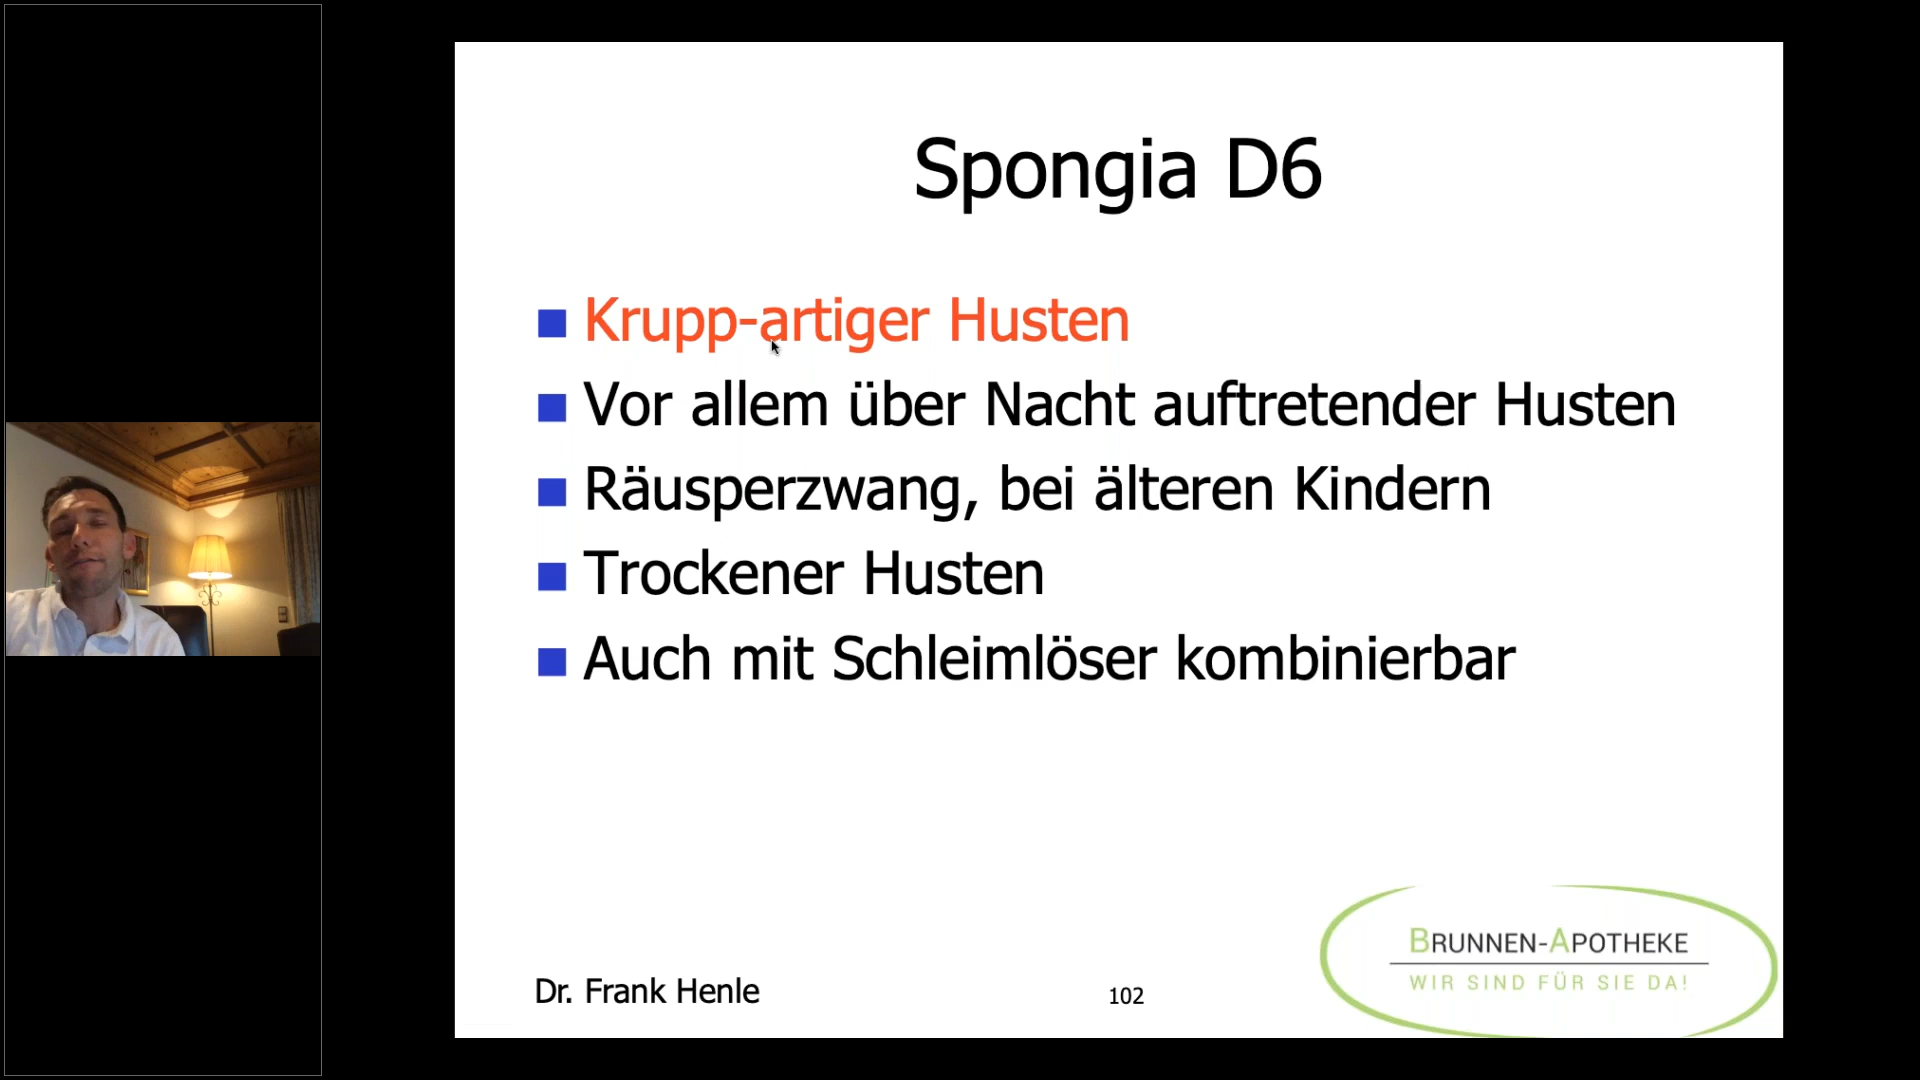 Spongia D6
Krupp-artiger Husten
Vor allem über Nacht auftretender Husten
Räusperzwang, bei älteren Kindern
Trockener Husten
Auch mit Schleimlöser kombinierbar
Dr. Frank Henle
102
BRUNNEN-APOTHEKE
WIR SIND FÜR SIE DA!